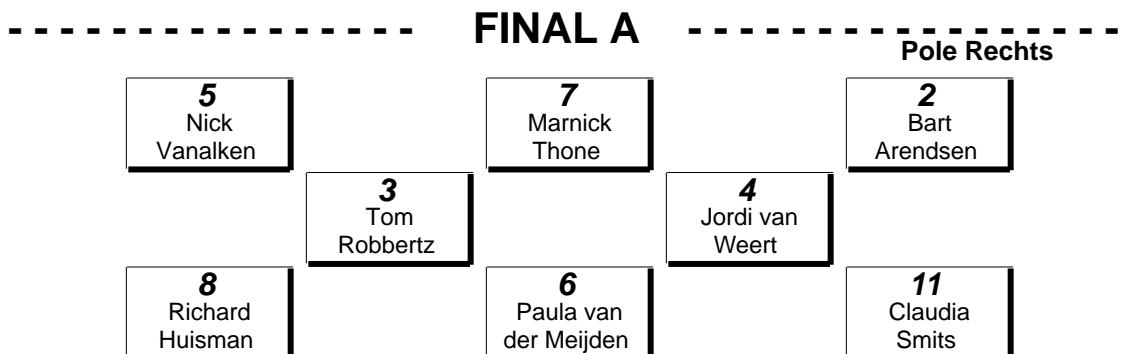 FINAL A
Pole Rechts
5
Nick
Vanalken
7
Marnick
Thone
2
Bart
Arendsen
3
Tom
Robbertz
4
Jordi van
Weert
8
Richard
Huisman
6
Paula van
der Meijden
11
Claudia
Smits